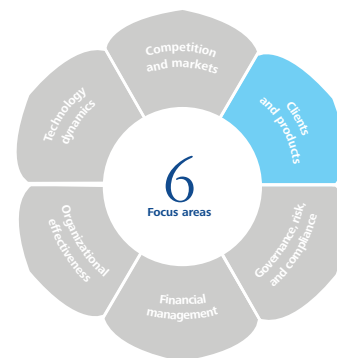 Competition
and markets
Clients
and products
Governance, risk,
and compliance
Financial
management
Organizational
effectiveness
Technology
dynamics
6
Focus areas